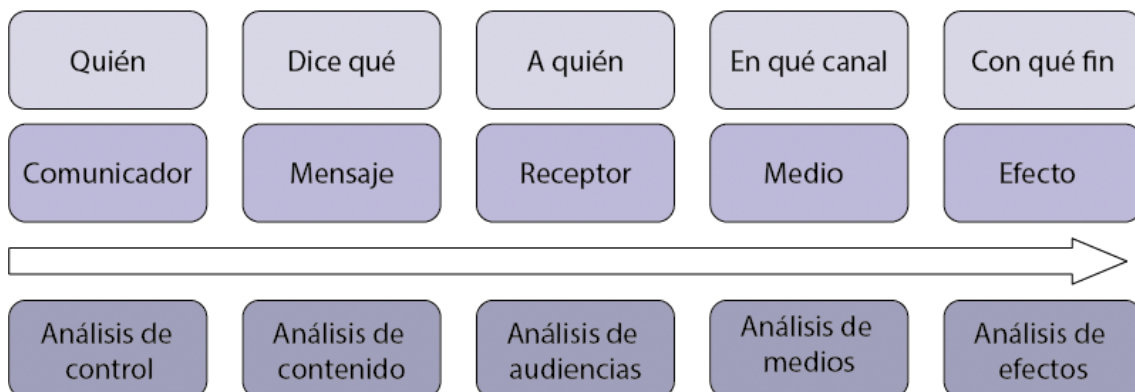 Quién
Dice qué
A quién
En qué canal
Con qué fin
Comunicador
Mensaje
Receptor
Medio
Efecto
Análisis de
control
Análisis de
contenido
Análisis de
audiencias
Análisis de
medios
Análisis de
efectos